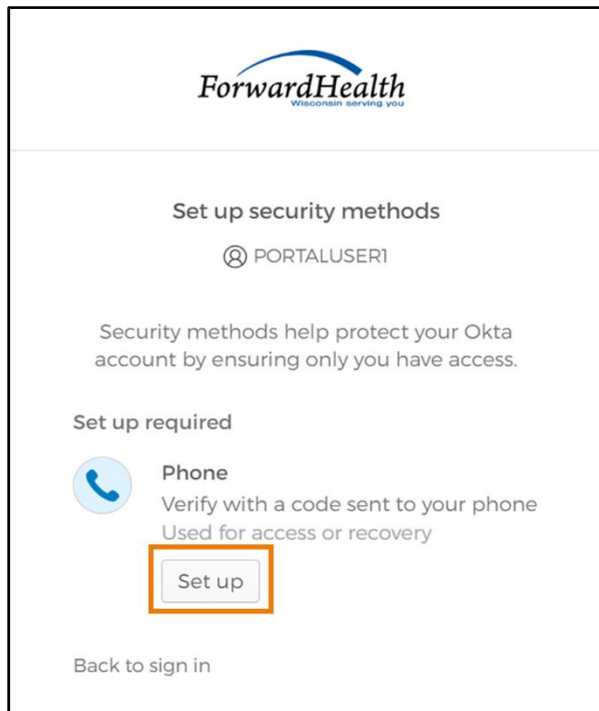 ForwardHealth
Wisconsin serving you
Set up security methods
PORTALUSER1
Security methods help protect your Okta
account by ensuring only you have access.
Set up required
Phone
Verify with a code sent to your phone
Used for access or recovery
Set up
Back to sign in